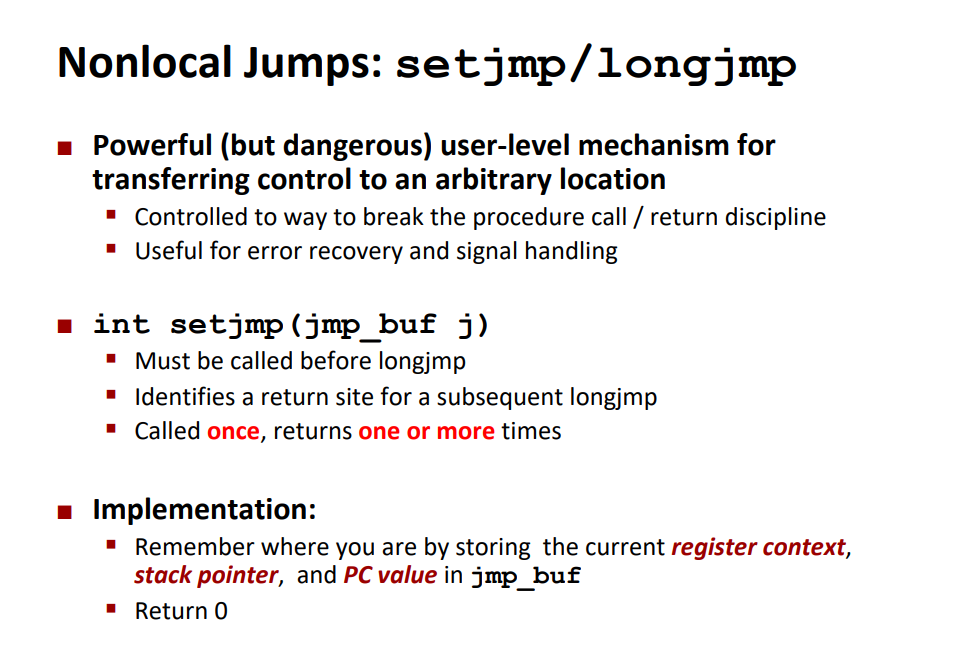 Nonlocal Jumps: setjmp/longjmp
Powerful (but dangerous) user-level mechanism for
transferring control to an arbitrary location
Controlled to way to break the procedure call / return discipline
Useful for error recovery and signal handling
int setjmp(jmp_buf j)
Must be called before longjmp
Identifies a return site for a subsequent longjmp
Called once, returns one or more times
Implementation:
Remember where you are by storing the current register context,
stack pointer, and PC value in jmp_buf
Return 0